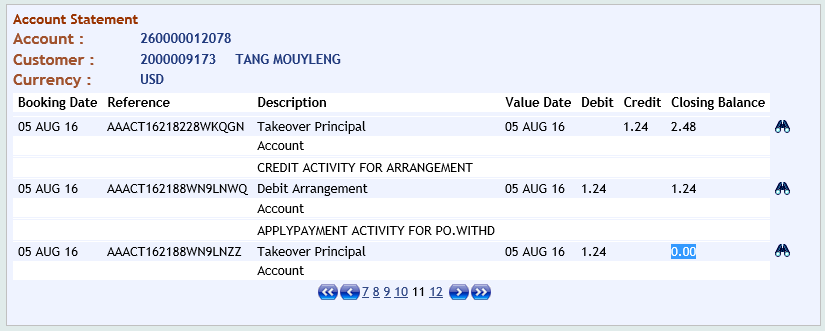 Account Statement
Account : 260000012078
Customer : 2000009173 TANG MOUYLENG
Currency : USD
Booking Date Reference Description Value Date Debit Credit Closing Balance
05 AUG 16 AAACT16218228WKQGN Takeover Principal 05 AUG 16 1.24 2.48
Account
CREDIT ACTIVITY FOR ARRANGEMENT
05 AUG 16 AAACT162188WN9LNWQ Debit Arrangement 05 AUG 16 1.24 1.24
Account
APPLYPAYMENT ACTIVITY FOR PO.WITHD
05 AUG 16 AAACT162188WN9LNZZ Takeover Principal 05 AUG 16 1.24 0.00
Account
7 8 9 10 11 12